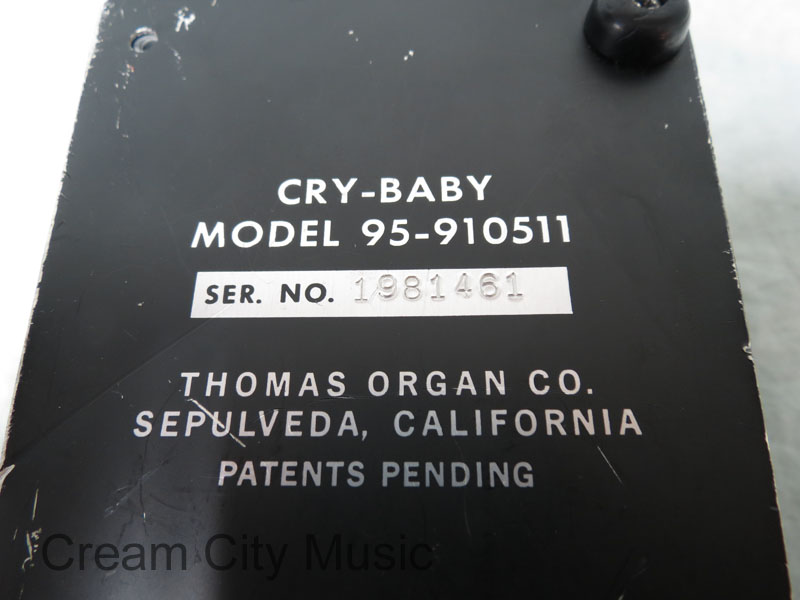 CRY-BABY
MODEL 95-910511
SER. NO. 1981461
THOMAS ORGAN CO.
SEPULVEDA, CALIFORNIA
PATENTS PENDING
Cream City Music